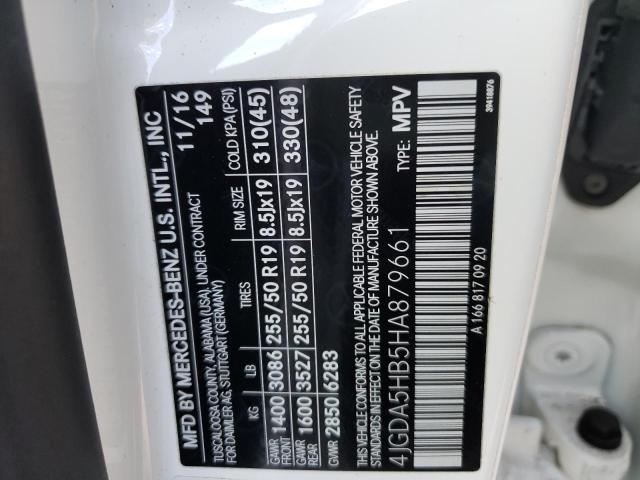 MFD BY MERCEDES-BENZ U.S. INTL., INC 11/16
TUSCALOOSA COUNTY, ALABAMA (USA), UNDER CONTRACT 149
FOR DAIMLER AG, STUTTGART (GERMANY)
KG LB TIRES RIM SIZE COLD KPA (PSI)
GAWR FRONT 1400 3086 255/50 R19 8.5Jx19 310(45)
GAWR REAR 1600 3527 255/50 R19 8.5Jx19 330(48)
GVWR 2850 6283
THIS VEHICLE CONFORMS TO ALL APPLICABLE FEDERAL MOTOR VEHICLE SAFETY
STANDARDS IN EFFECT ON THE DATE OF MANUFACTURE SHOWN ABOVE.
4JGDA5HB5HA879661 TYPE: MPV
A 166 817 09 20 39418876